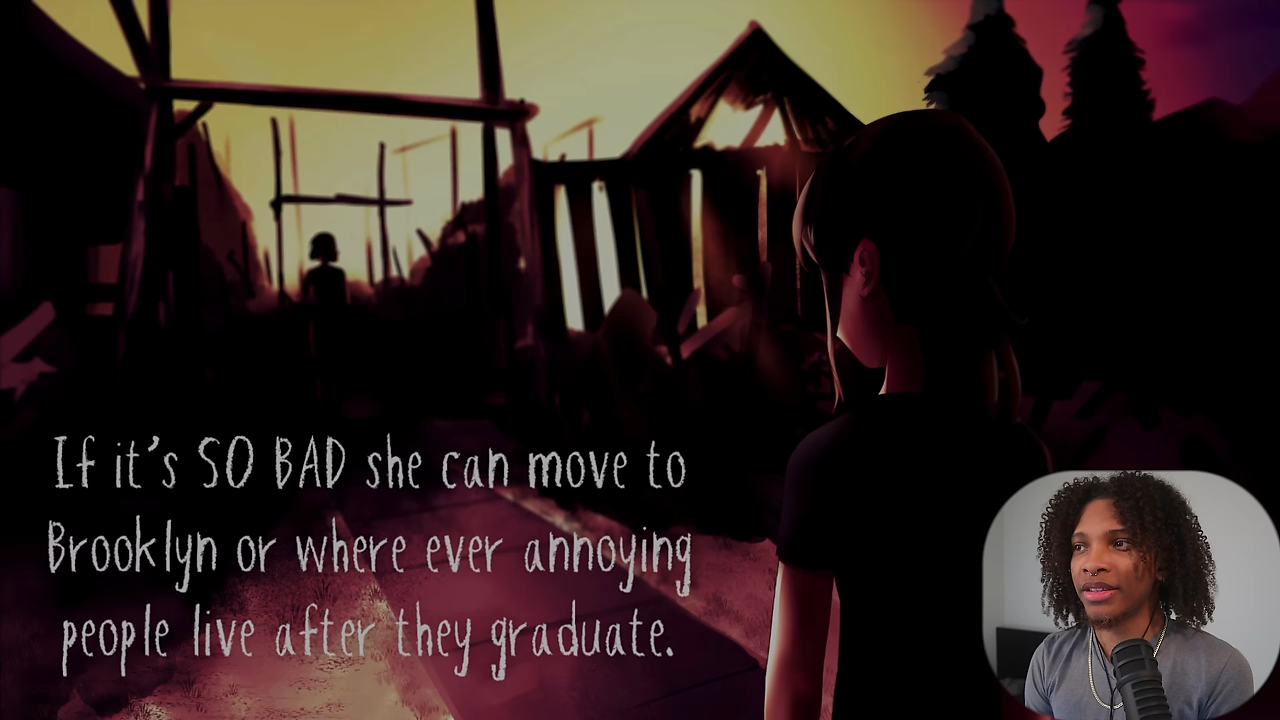 If it's SO BAD she can move to
Brooklyn or where ever annoying
people live after they graduate.